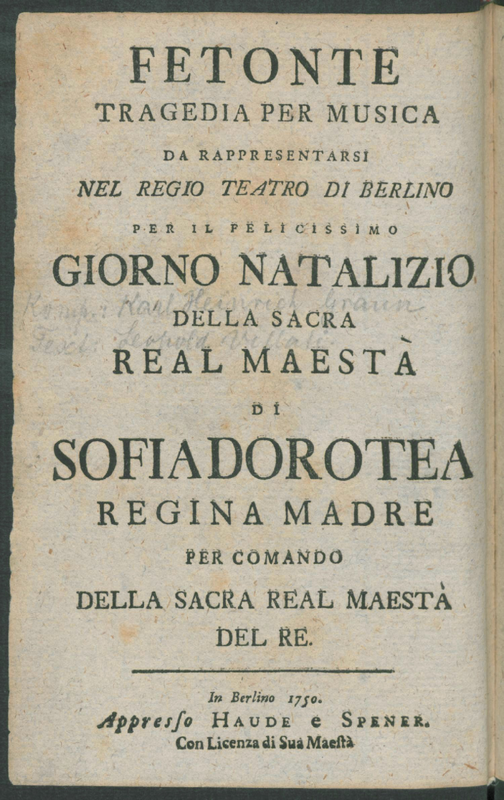 FETONTE
TRAGEDIA PER MUSICA
DA RAPPRESENTARSI
NEL REGIO TEATRO DI BERLINO
PER IL FELICISSIMO
GIORNO NATALIZIO
Komp.: Karl Heinrich Graun
DELLA SACRA
Text: Leopold Villati
REAL MAESTÀ
DI
SOFIADOROTEA
REGINA MADRE
PER COMANDO
DELLA SACRA REAL MAESTÀ
DEL RE.
In Berlino 1750.
Appresſo HAUDE e SPENER.
Con Licenza di Sua Maeſtà